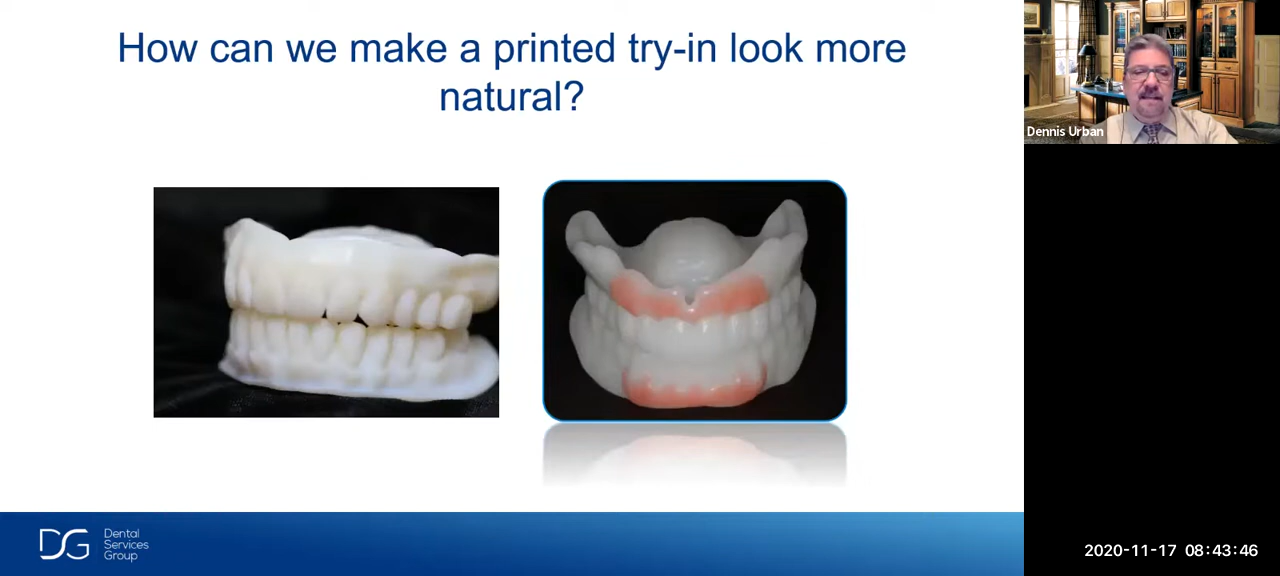 How can we make a printed try-in look more
natural?
Dennis Urban
DG
Dental
Services
Group
2020-11-17 08:43:46